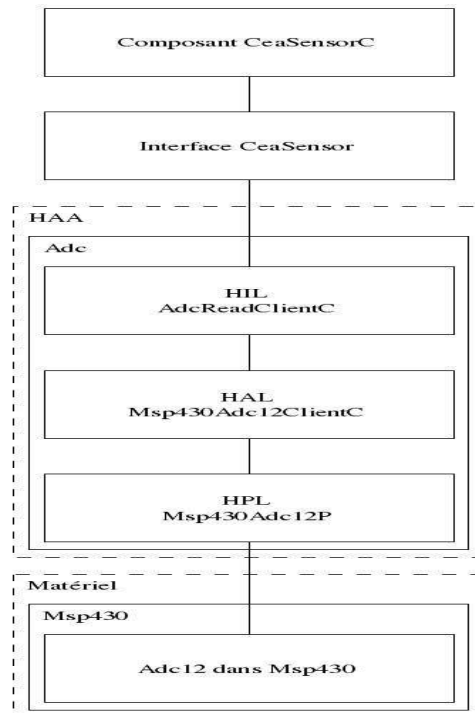 Composant CeaSensorC
Interface CeaSensor
HAA
Adc
HIL
AdcReadClientC
HAL
Msp430Adc12ClientC
HPL
Msp430Adc12P
Matériel
Msp430
Adc12 dans Msp430